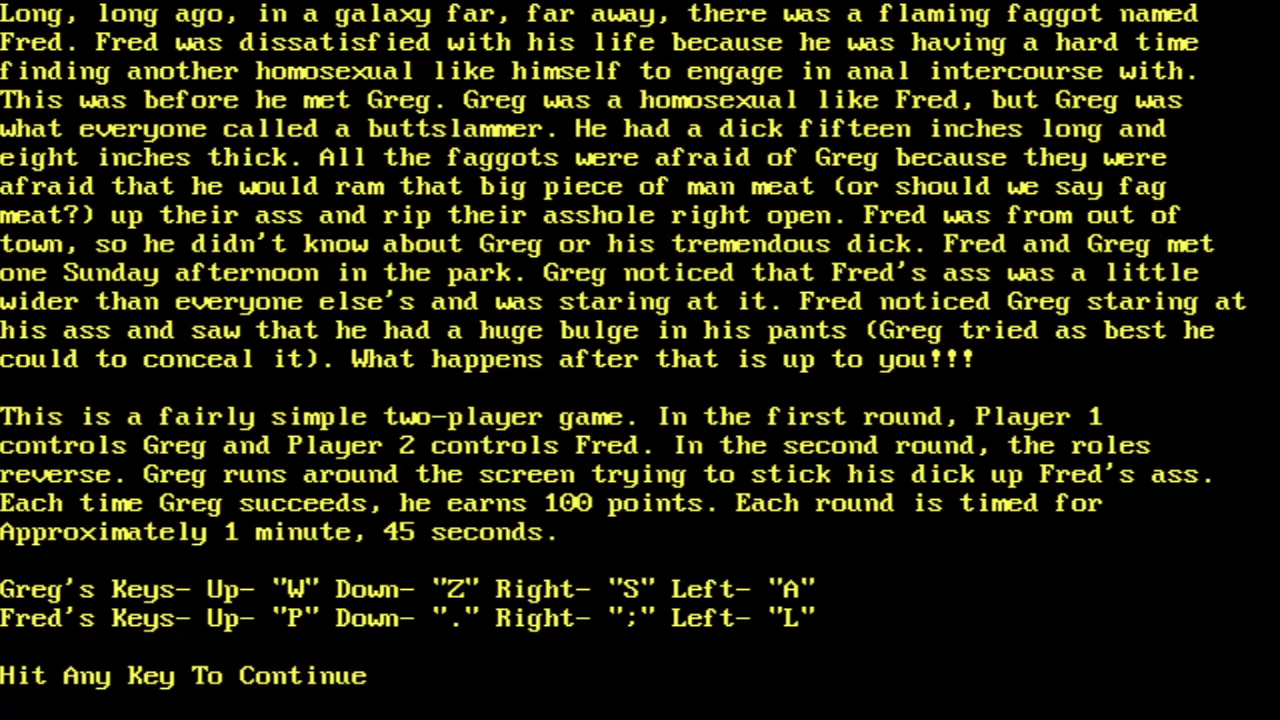 Long, long ago, in a galaxy far, far away, there was a flaming faggot named
Fred. Fred was dissatisfied with his life because he was having a hard time
finding another homosexual like himself to engage in anal intercourse with.
This was before he met Greg. Greg was a homosexual like Fred, but Greg was
what everyone called a buttslammer. He had a dick fifteen inches long and
eight inches thick. All the faggots were afraid of Greg because they were
afraid that he would ram that big piece of man meat (or should we say fag
meat?) up their ass and rip their asshole right open. Fred was from out of
town, so he didn't know about Greg or his tremendous dick. Fred and Greg met
one Sunday afternoon in the park. Greg noticed that Fred's ass was a little
wider than everyone else's and was staring at it. Fred noticed Greg staring at
his ass and saw that he had a huge bulge in his pants (Greg tried as best he
could to conceal it). What happens after that is up to you!!!

This is a fairly simple two-player game. In the first round, Player 1
controls Greg and Player 2 controls Fred. In the second round, the roles
reverse. Greg runs around the screen trying to stick his dick up Fred's ass.
Each time Greg succeeds, he earns 100 points. Each round is timed for
Approximately 1 minute, 45 seconds.

Greg's Keys- Up- "W" Down- "Z" Right- "S" Left- "A"
Fred's Keys- Up- "P" Down- "." Right- ";" Left- "L"

Hit Any Key To Continue